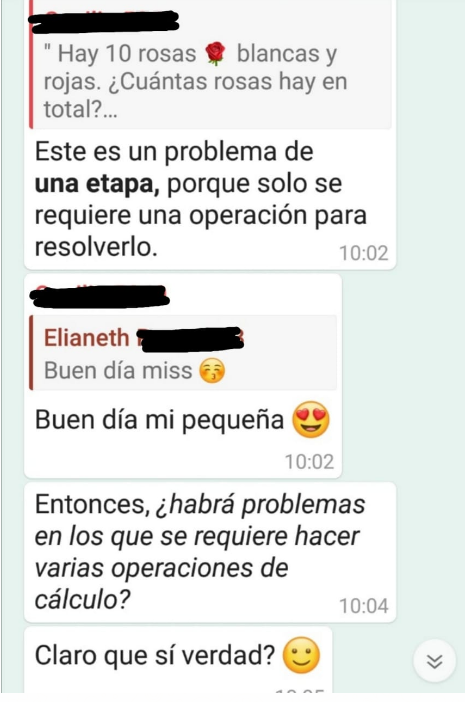 " Hay 10 rosas 🌹 blancas y
rojas. ¿Cuántas rosas hay en
total?...
Este es un problema de
una etapa, porque solo se
requiere una operación para
resolverlo.
10:02
Elianeth
Buen día miss 😚
Buen día mi pequeña 😍
10:02
Entonces, ¿habrá problemas
en los que se requiere hacer
varias operaciones de
cálculo?
10:04
Claro que sí verdad? 🙂